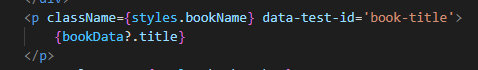 </div>
<p className={styles.bookName} data-test-id='book-title'>
{bookData?.title}
</p>